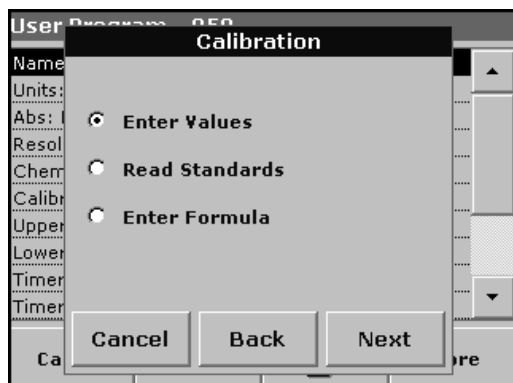 User Program 950
Calibration
Name
Units:
Abs:
Resol
Chem
Calibr
Upper
Lower
Timer
Timer
Enter Values
Read Standards
Enter Formula
Cancel
Back
Next
Ca
ore